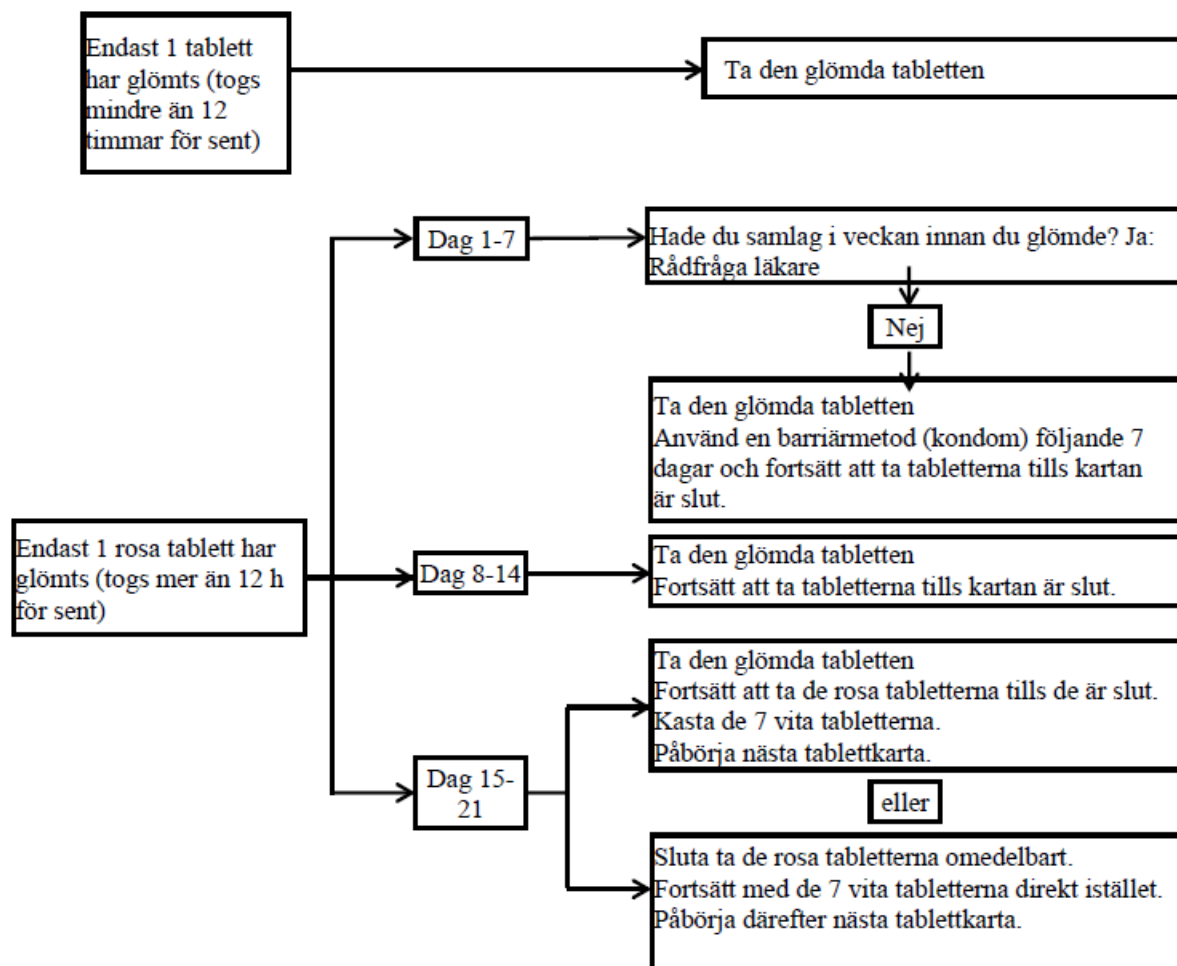 Endast 1 tablett
har glömts (togs
mindre än 12
timmar för sent)
Ta den glömda tabletten
Dag 1-7
Hade du samlag i veckan innan du glömde? Ja:
Rådfråga läkare
Nej
Ta den glömda tabletten
Använd en barriärmetod (kondom) följande 7
dagar och fortsätt att ta tabletterna tills kartan
är slut.
Endast 1 rosa tablett har
glömts (togs mer än 12 h
för sent)
Dag 8-14
Ta den glömda tabletten
Fortsätt att ta tabletterna tills kartan är slut.
Dag 15-
21
Ta den glömda tabletten
Fortsätt att ta de rosa tabletterna tills de är slut.
Kasta de 7 vita tabletterna.
Påbörja nästa tablettkarta.
eller
Sluta ta de rosa tabletterna omedelbart.
Fortsätt med de 7 vita tabletterna direkt istället.
Påbörja därefter nästa tablettkarta.